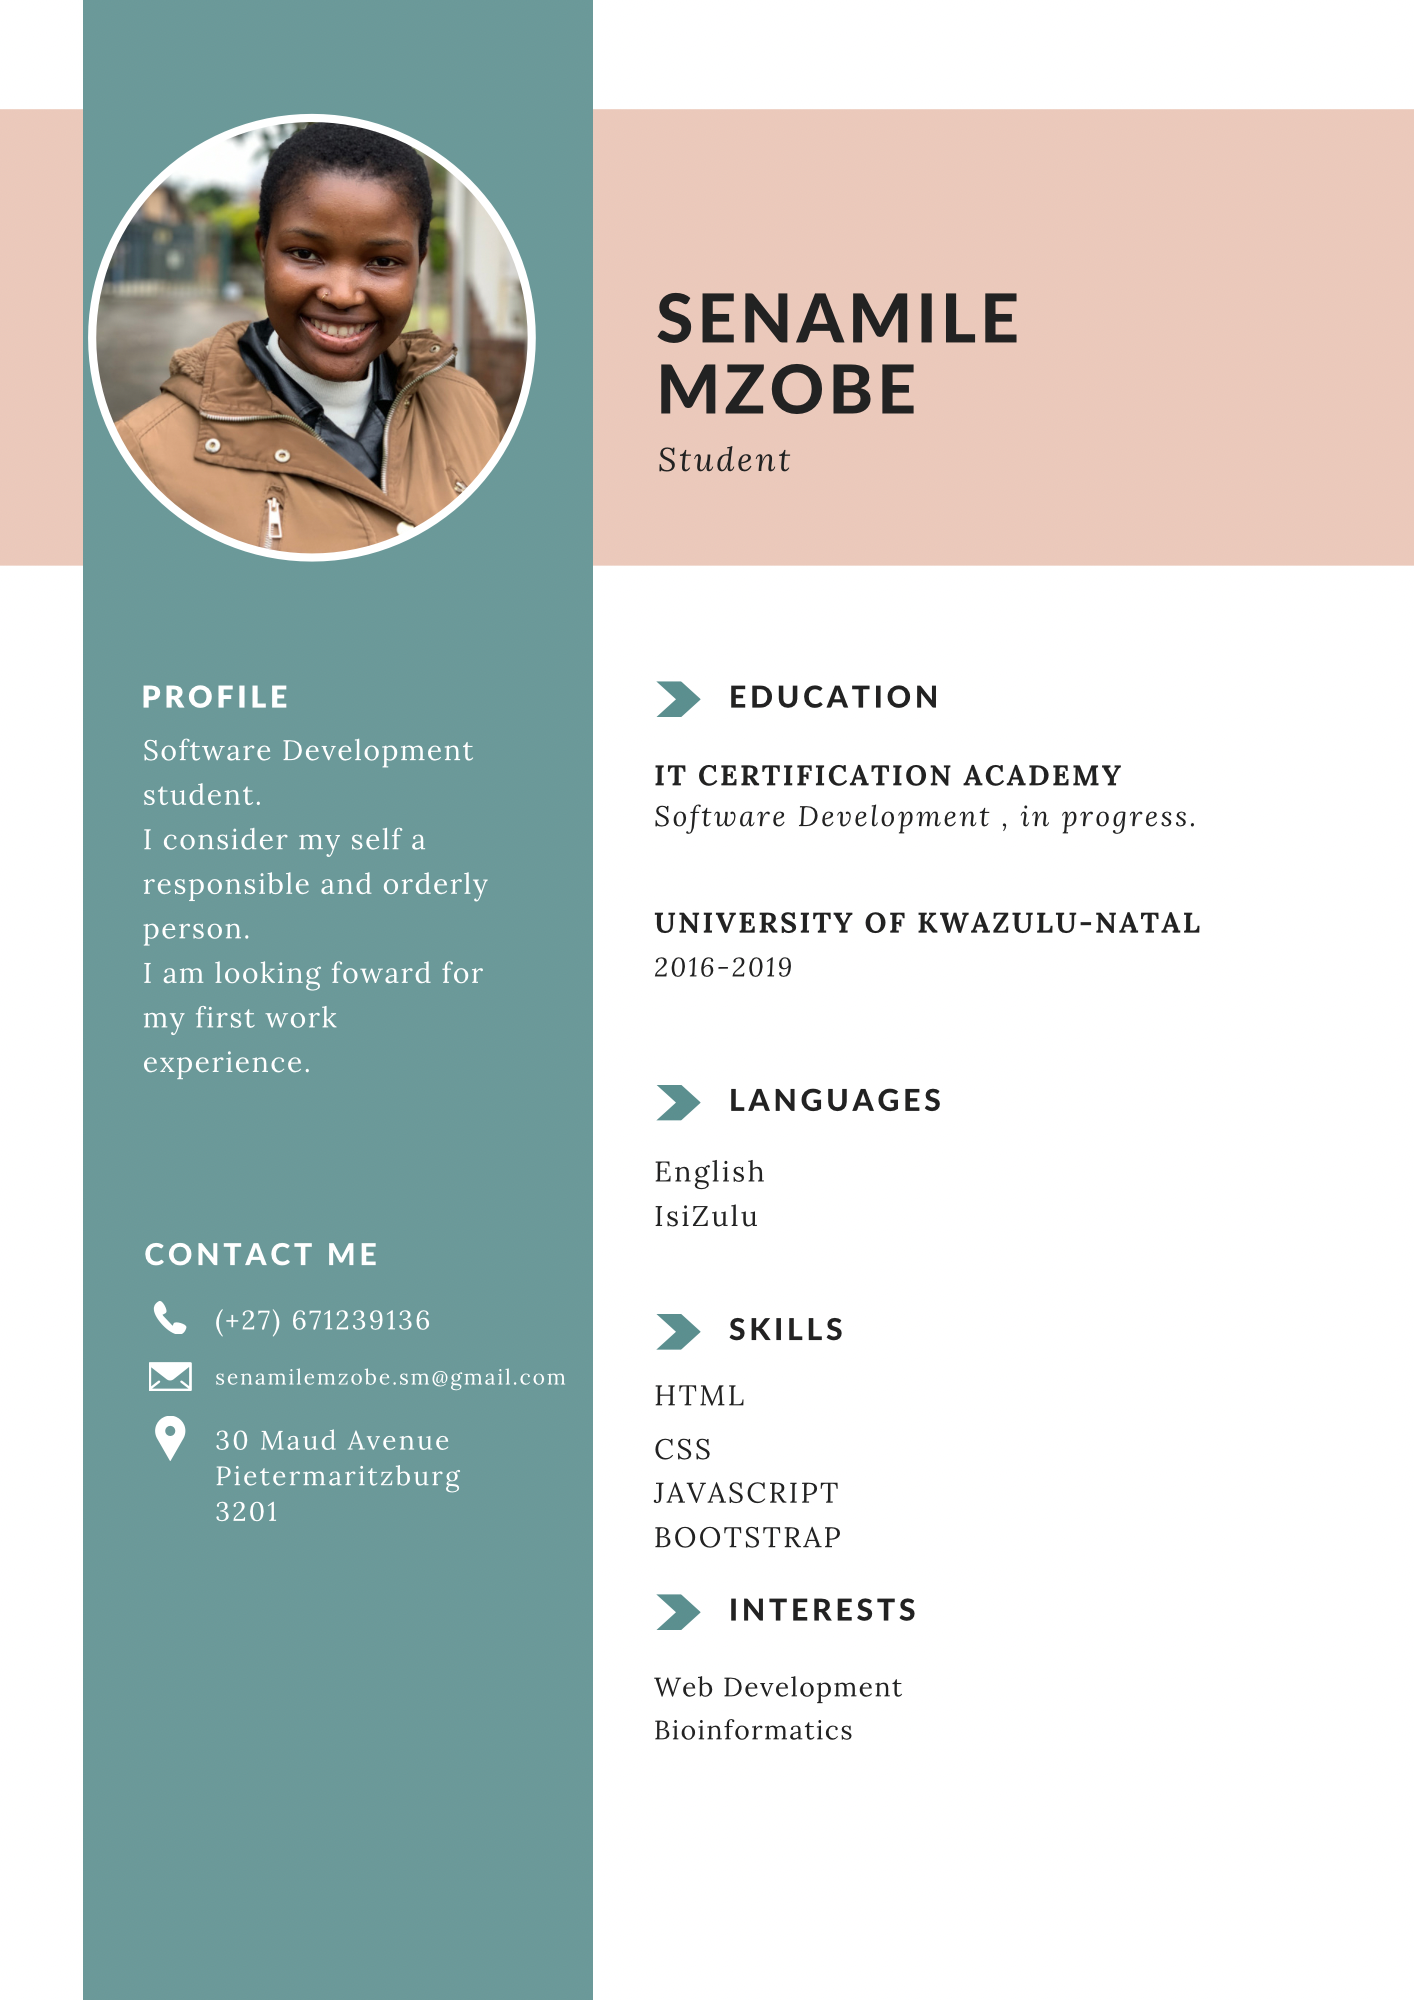 SENAMILE
MZOBE
Student
PROFILE
Software Development
student.
I consider my self a
responsible and orderly
person.
I am looking foward for
my first work
experience.
CONTACT ME
(+27) 671239136
senamilemzobe.sm@gmail.com
30 Maud Avenue
Pietermaritzburg
3201
EDUCATION
IT CERTIFICATION ACADEMY
Software Development , in progress.
UNIVERSITY OF KWAZULU-NATAL
2016-2019
LANGUAGES
English
IsiZulu
SKILLS
HTML
CSS
JAVASCRIPT
BOOTSTRAP
INTERESTS
Web Development
Bioinformatics